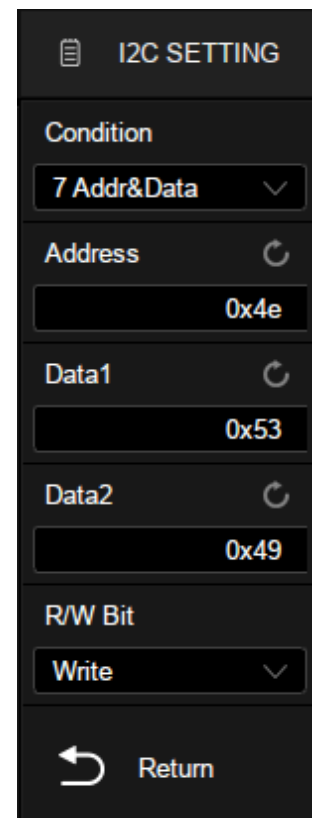 I2C SETTING
Condition
7 Addr&Data
Address
0x4e
Data1
0x53
Data2
0x49
R/W Bit
Write
Return